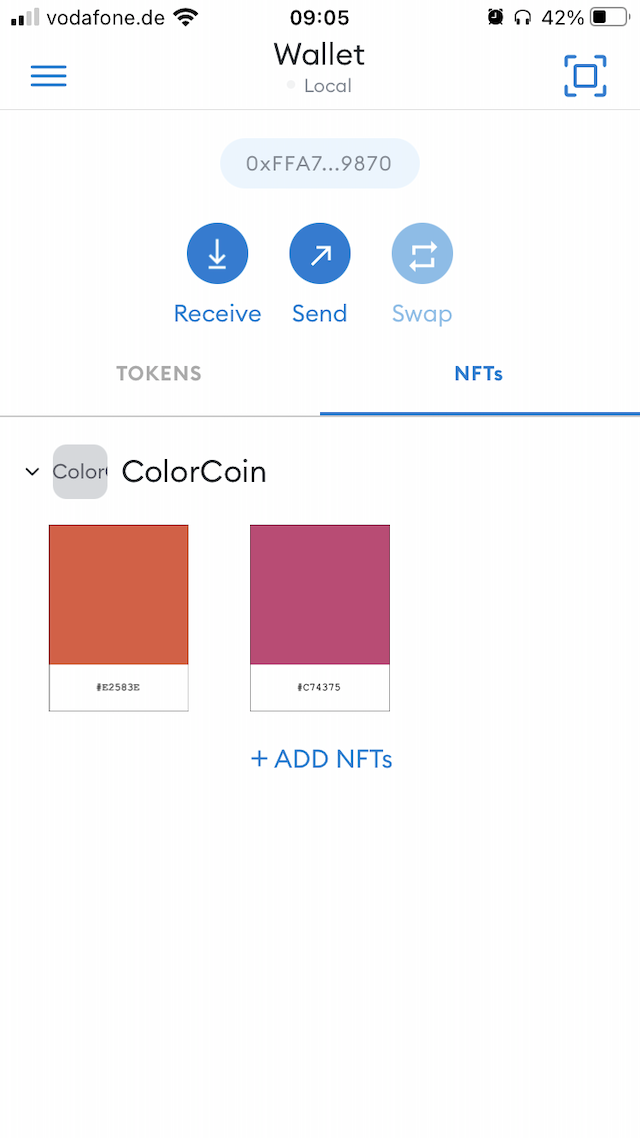 vodafone.de 09:05 42%
Wallet
Local
0xFFA7...9870
Receive Send Swap
TOKENS NFTs
Color ColorCoin
#E2583E #C74375
+ ADD NFTs